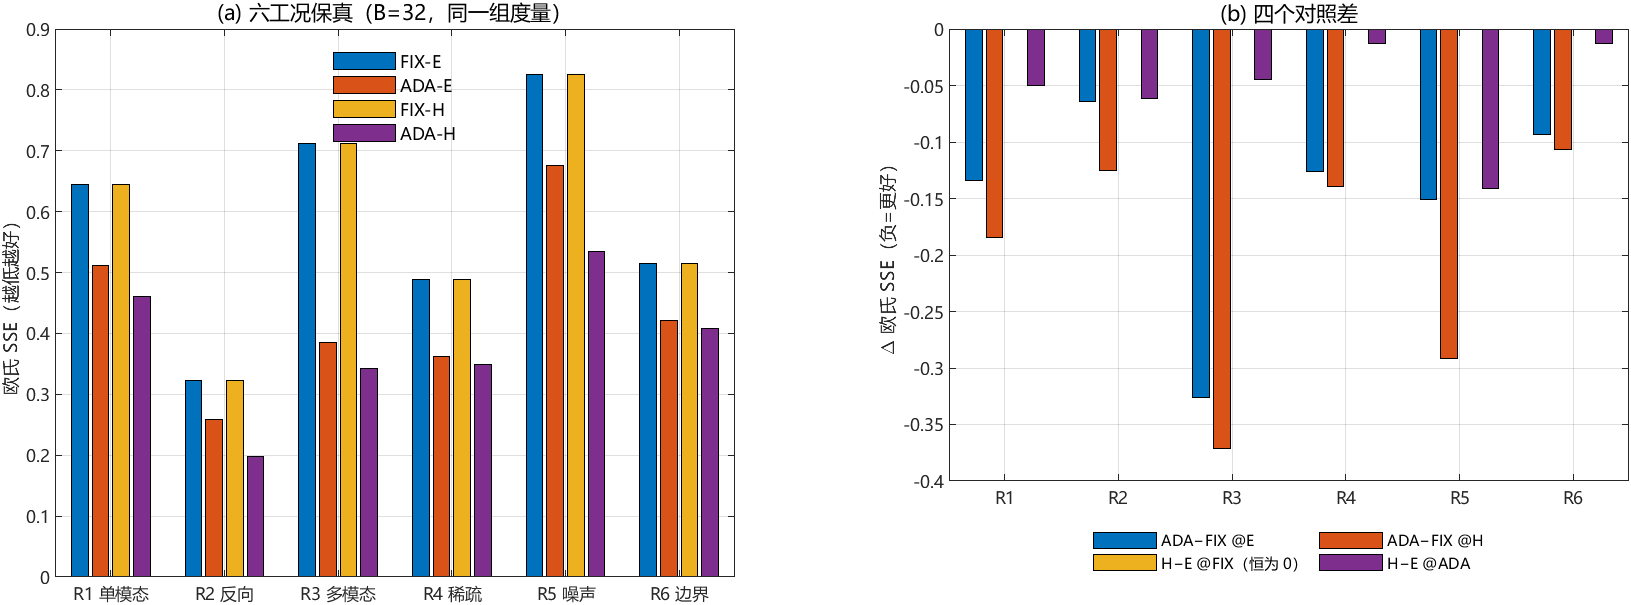 (a) 六工况保真（B=32，同一组度量）
欧氏 SSE（越低越好）
0.9
0.8
0.7
0.6
0.5
0.4
0.3
0.2
0.1
0
FIX-E
ADA-E
FIX-H
ADA-H
R1 单模态
R2 反向
R3 多模态
R4 稀疏
R5 噪声
R6 边界
(b) 四个对照差
△ 欧氏 SSE（负=更好）
0
-0.05
-0.1
-0.15
-0.2
-0.25
-0.3
-0.35
-0.4
R1
R2
R3
R4
R5
R6
ADA−FIX @E
ADA−FIX @H
H−E @FIX（恒为 0）
H−E @ADA